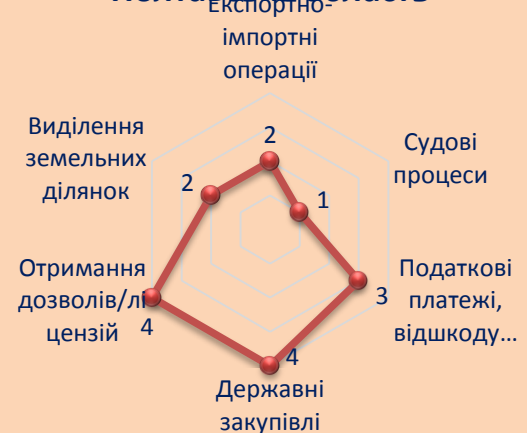 Експортно-
імпортні
операції
2
Судові
процеси
1
Податкові
платежі,
відшкоду…
3
Державні
закупівлі
4
Отримання
дозволів/лі
цензій
4
Виділення
земельних
ділянок
2